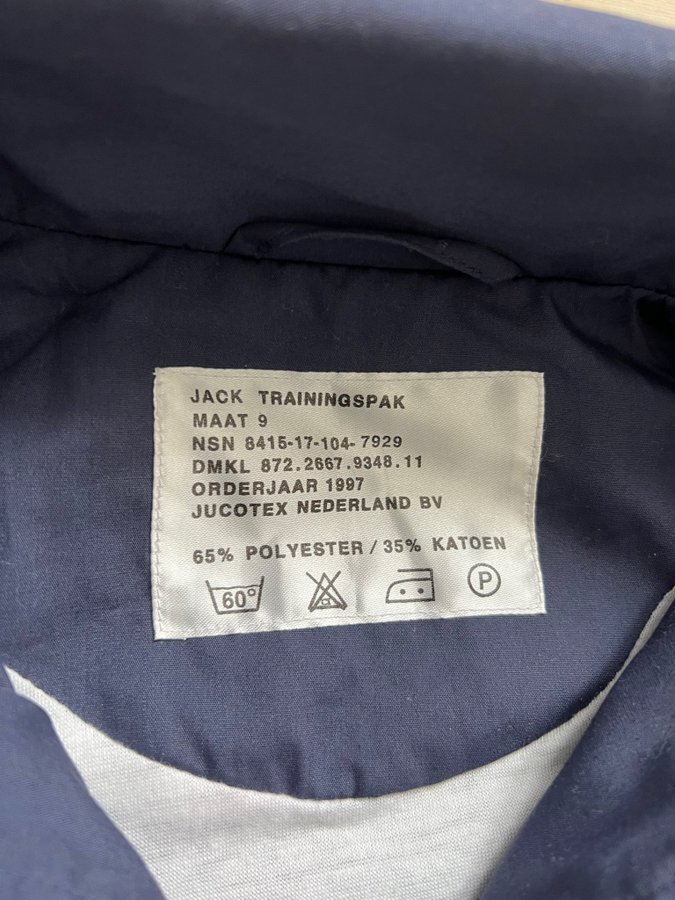 JACK TRAININGSPAK
MAAT 9
NSN 8415-17-104-7929
DMKL 872.2667.9348.11
ORDERJAAR 1997
JUCOTEX NEDERLAND BV
65% POLYESTER / 35% KATOEN
60° P